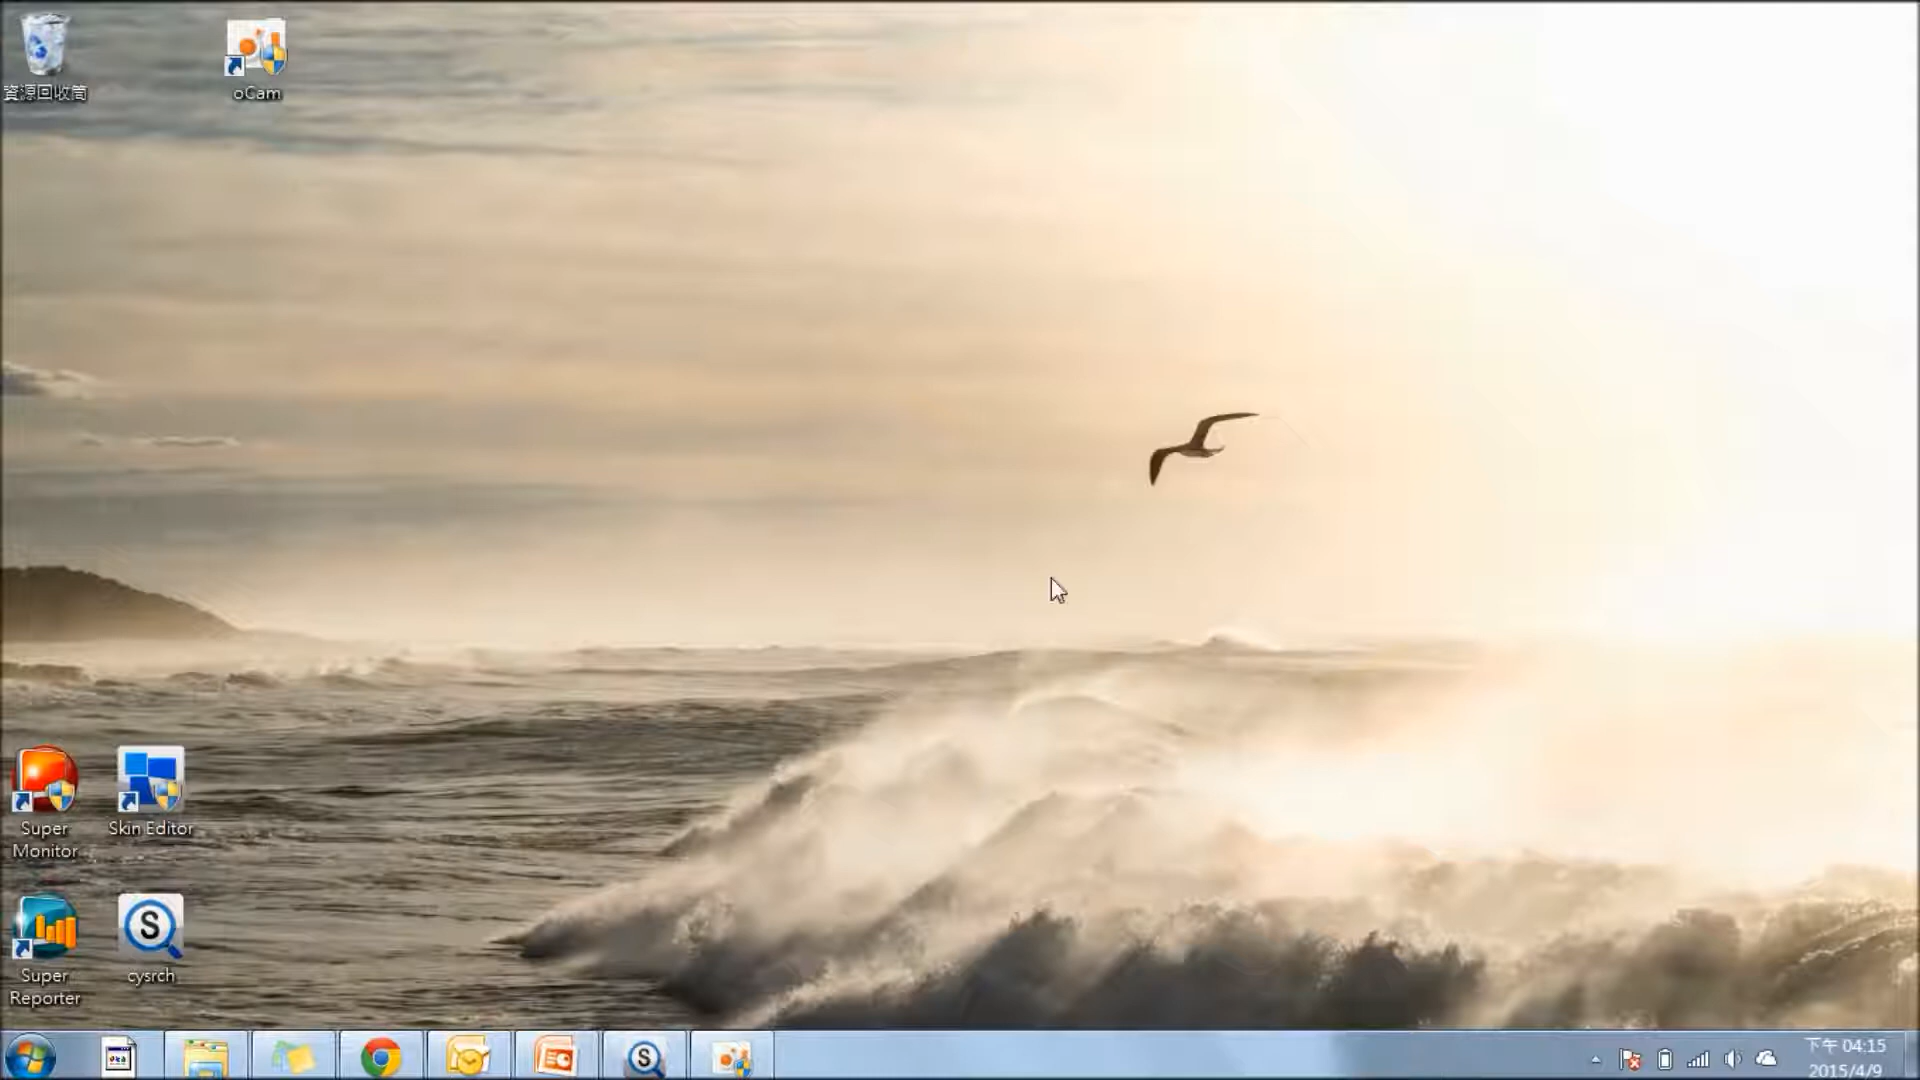 資源回收筒
oCam
Super
Monitor
Skin Editor
Super
Reporter
S
cysrch
S
下午 04:15
2015/4/9